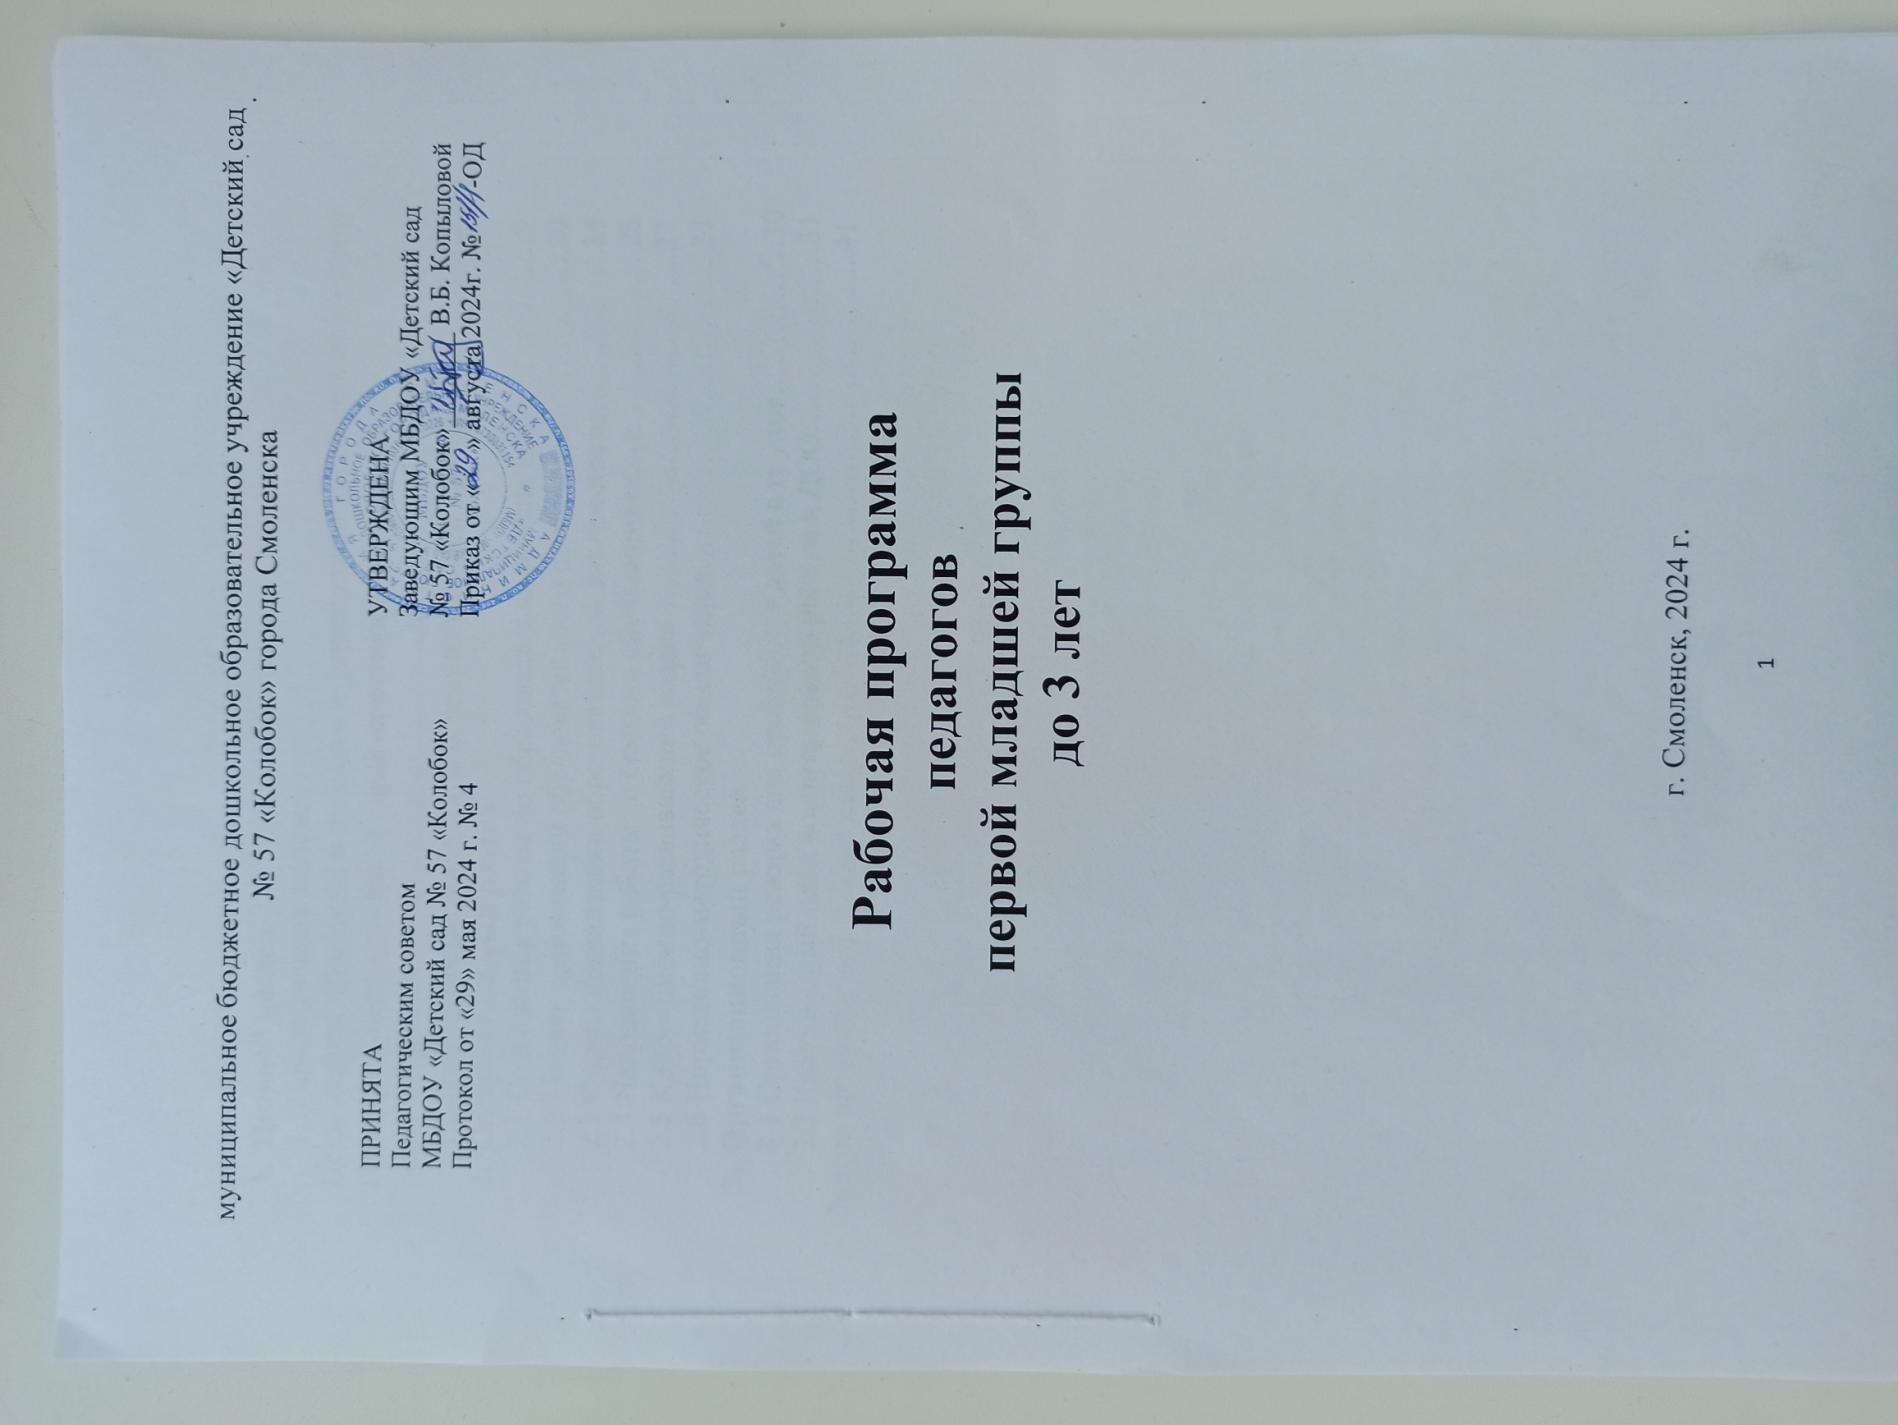 муниципальное бюджетное дошкольное образовательное учреждение «Детский сад
№ 57 «Колобок» города Смоленска
ПРИНЯТА
Педагогическим советом
МБДОУ «Детский сад № 57 «Колобок»
Протокол от «29» мая 2024 г. № 4
УТВЕРЖДЕНА
Заведующим МБДОУ «Детский сад
№ 57 «Колобок» В.Б. Копыловой
Приказ от «29» августа 2024г. № -ОД
Рабочая программа
педагогов
первой младшей группы
до 3 лет
г. Смоленск, 2024 г.
1